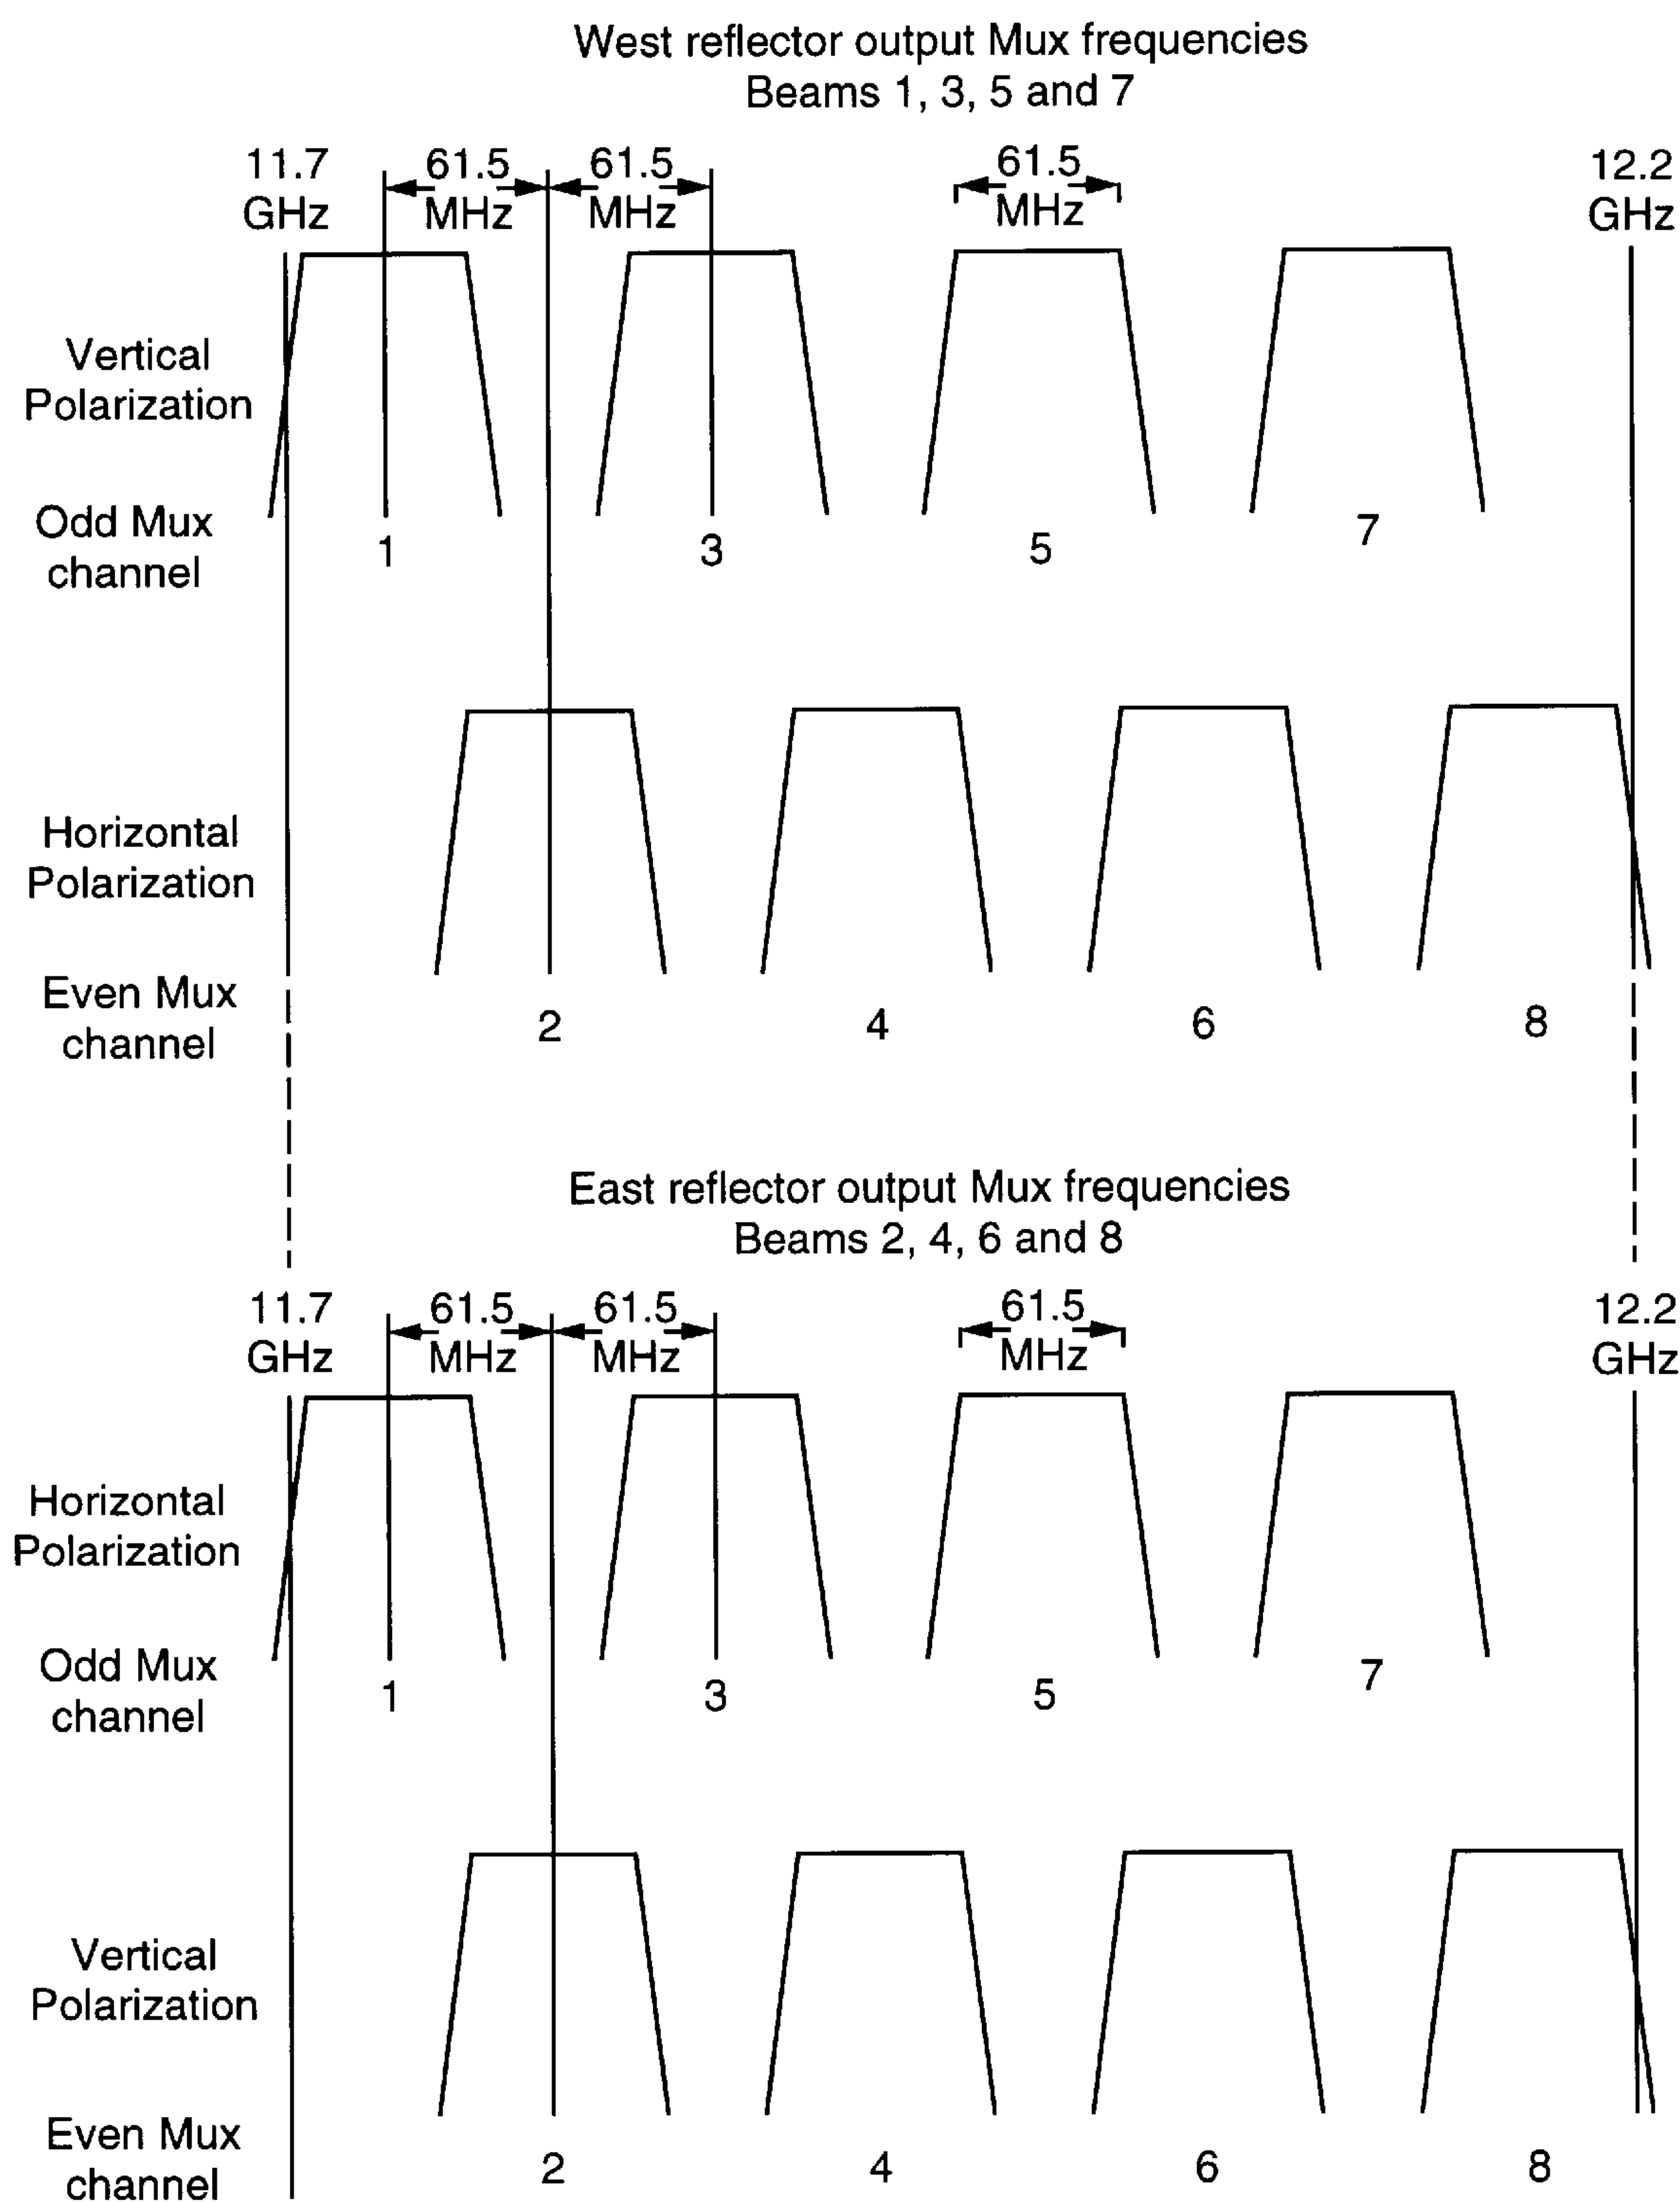 West reflector output Mux frequencies
Beams 1, 3, 5 and 7
11.7
GHz
61.5
MHz
61.5
MHz
61.5
MHz
12.2
GHz
Vertical
Polarization
Odd Mux
channel
1
3
5
7
Horizontal
Polarization
Even Mux
channel
2
4
6
8
East reflector output Mux frequencies
Beams 2, 4, 6 and 8
11.7
GHz
61.5
MHz
61.5
MHz
61.5
MHz
12.2
GHz
Horizontal
Polarization
Odd Mux
channel
1
3
5
7
Vertical
Polarization
Even Mux
channel
2
4
6
8